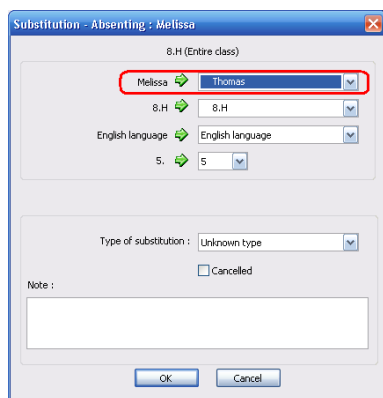 Substitution - Absenting : Melissa
8.H (Entire class)
Melissa Thomas
8.H 8.H
English language English language
5. 5
Type of substitution : Unknown type
Cancelled
Note :
OK Cancel